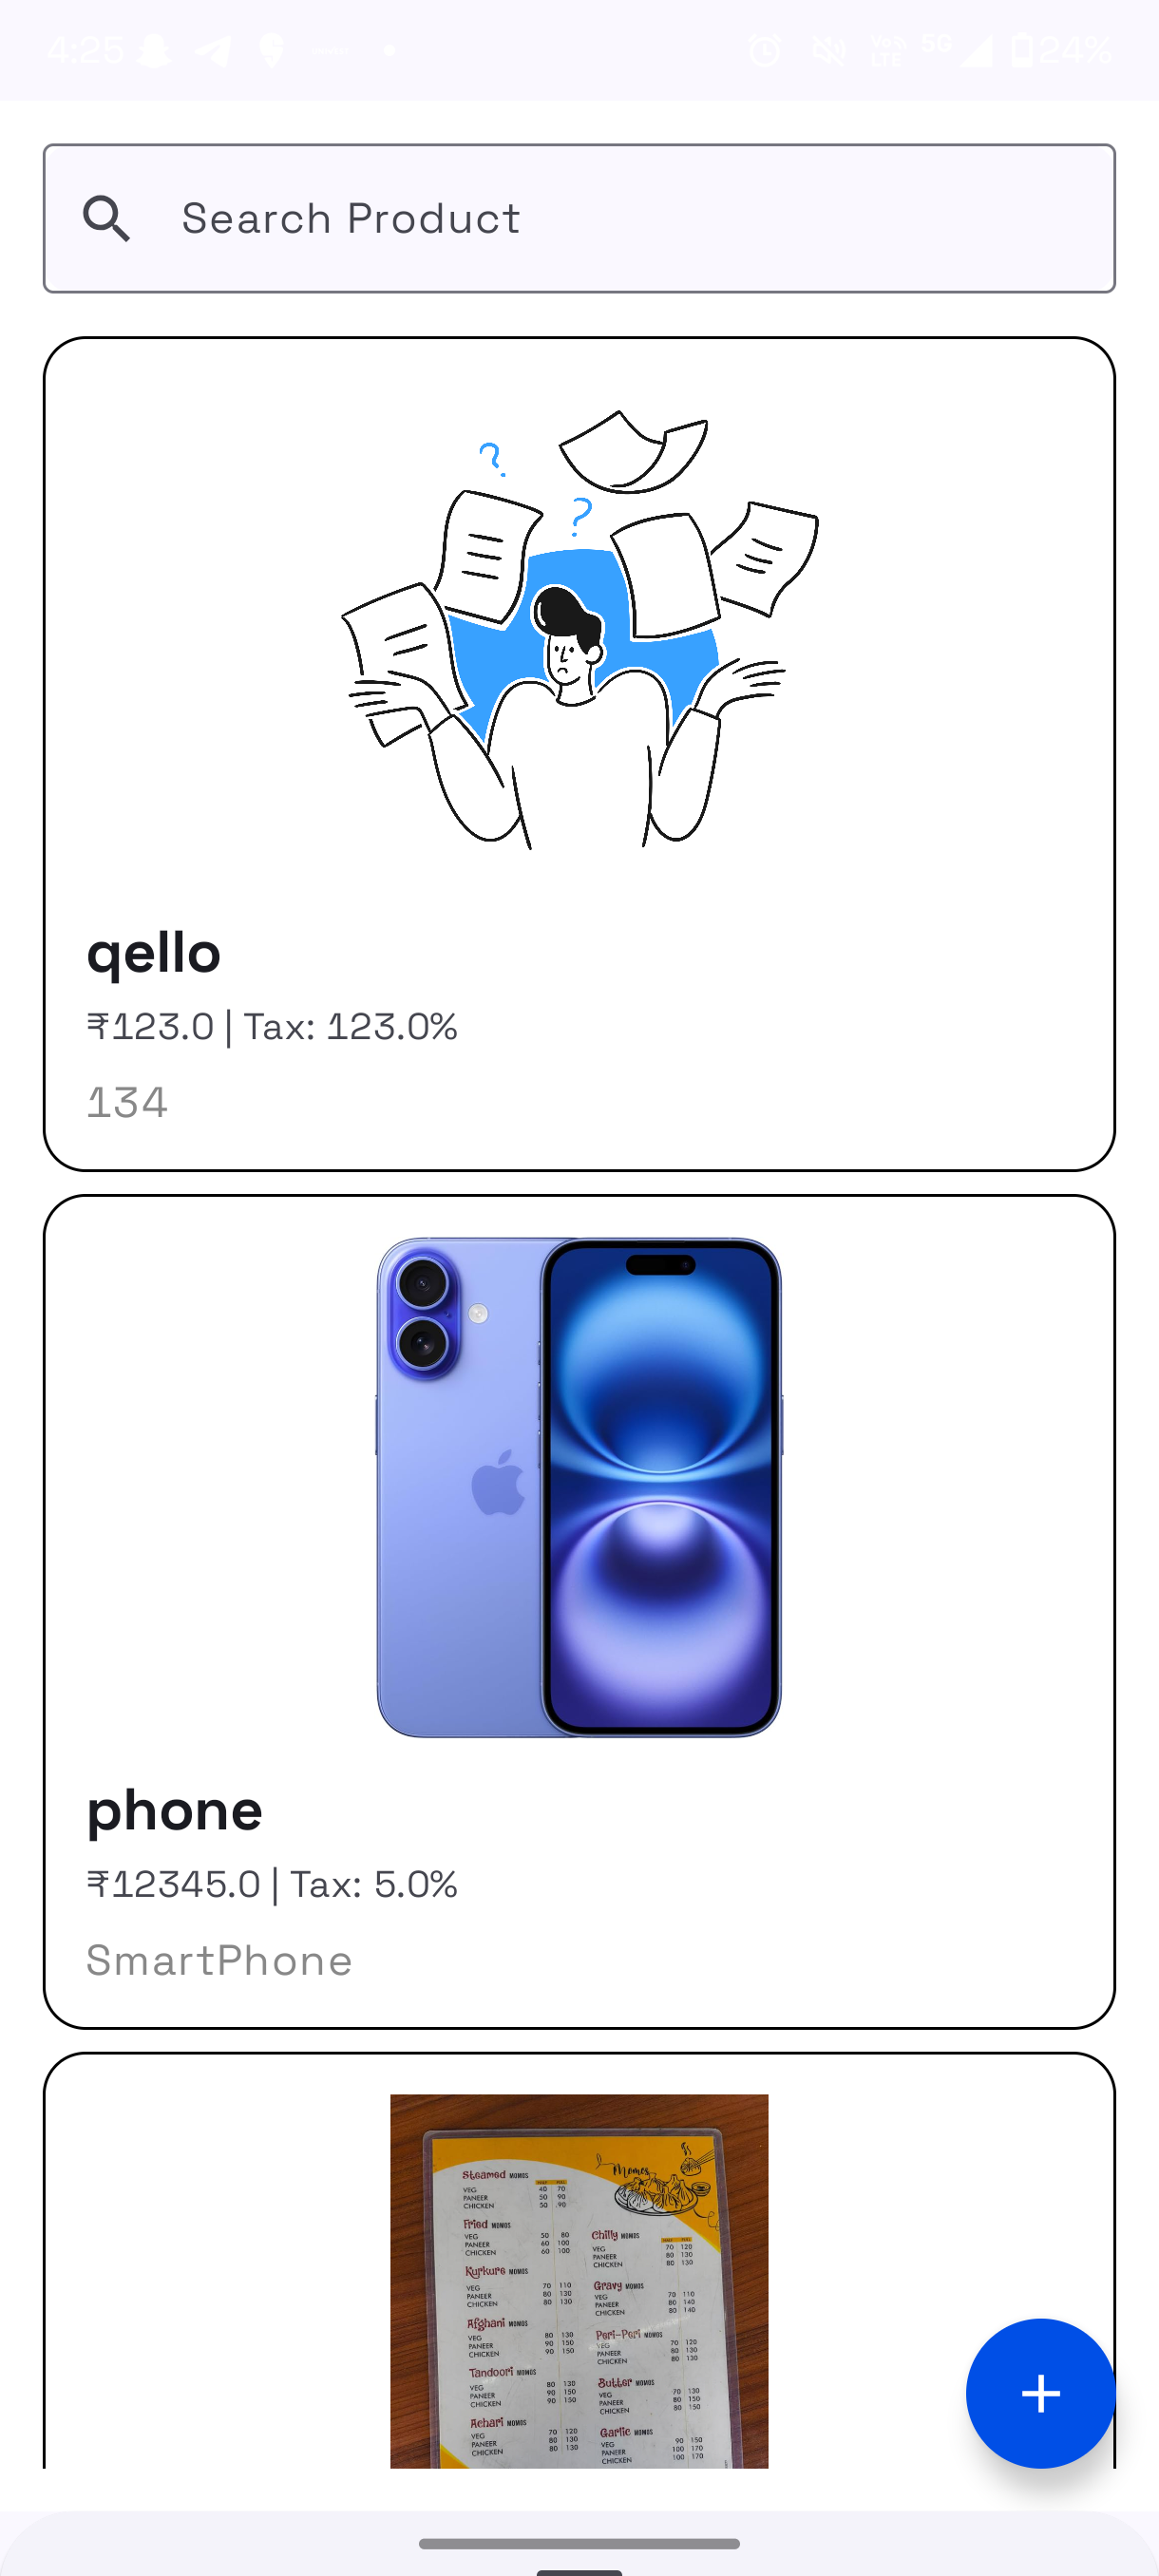 4:25
Vo LTE 5G 24%
Search Product
?
?
qello
₹123.0 | Tax: 123.0%
134
phone
₹12345.0 | Tax: 5.0%
SmartPhone
Momos
Steamed MOMOS
VEG 40 70
PANEER 50 90
CHICKEN 50 90
Fried MOMOS
VEG 50 80
PANEER 60 100
CHICKEN 60 100
Kurkure MOMOS
VEG 70 110
PANEER 80 130
CHICKEN 80 130
Afghani MOMOS
VEG 80 130
PANEER 90 150
CHICKEN 90 150
Tandoori MOMOS
VEG 80 130
PANEER 90 150
CHICKEN 90 150
Achari MOMOS
VEG 70 120
PANEER 80 130
CHICKEN 80 130
Chilly MOMOS
VEG 70 120
PANEER 80 130
CHICKEN 80 130
Gravy MOMOS
VEG 70 110
PANEER 80 140
CHICKEN 80 140
Peri-Peri MOMOS
VEG 70 120
PANEER 80 130
CHICKEN 80 130
Butter MOMOS
VEG 70 130
PANEER 80 150
CHICKEN 80 150
Garlic MOMOS
VEG 90 150
PANEER 100 170
CHICKEN 100 170
+